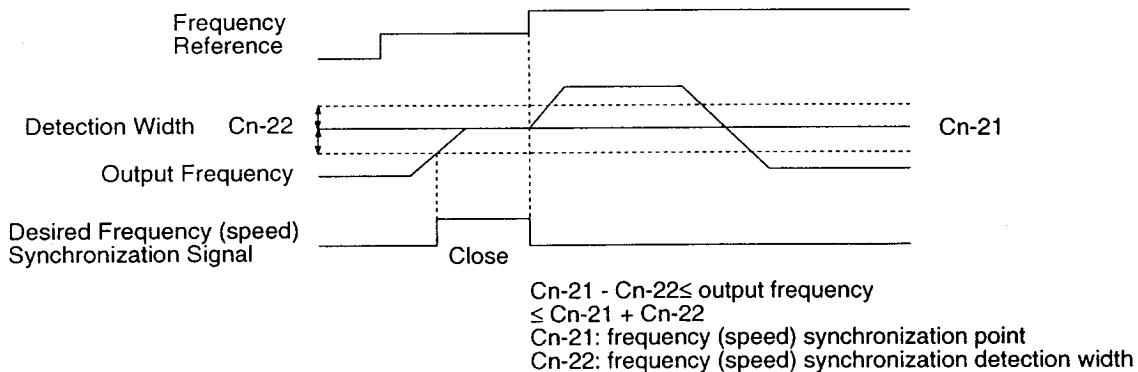 Frequency
Reference
Detection Width Cn-22
Cn-21
Output Frequency
Desired Frequency (speed)
Synchronization Signal
Close
Cn-21 - Cn-22≤ output frequency
≤ Cn-21 + Cn-22
Cn-21: frequency (speed) synchronization point
Cn-22: frequency (speed) synchronization detection width